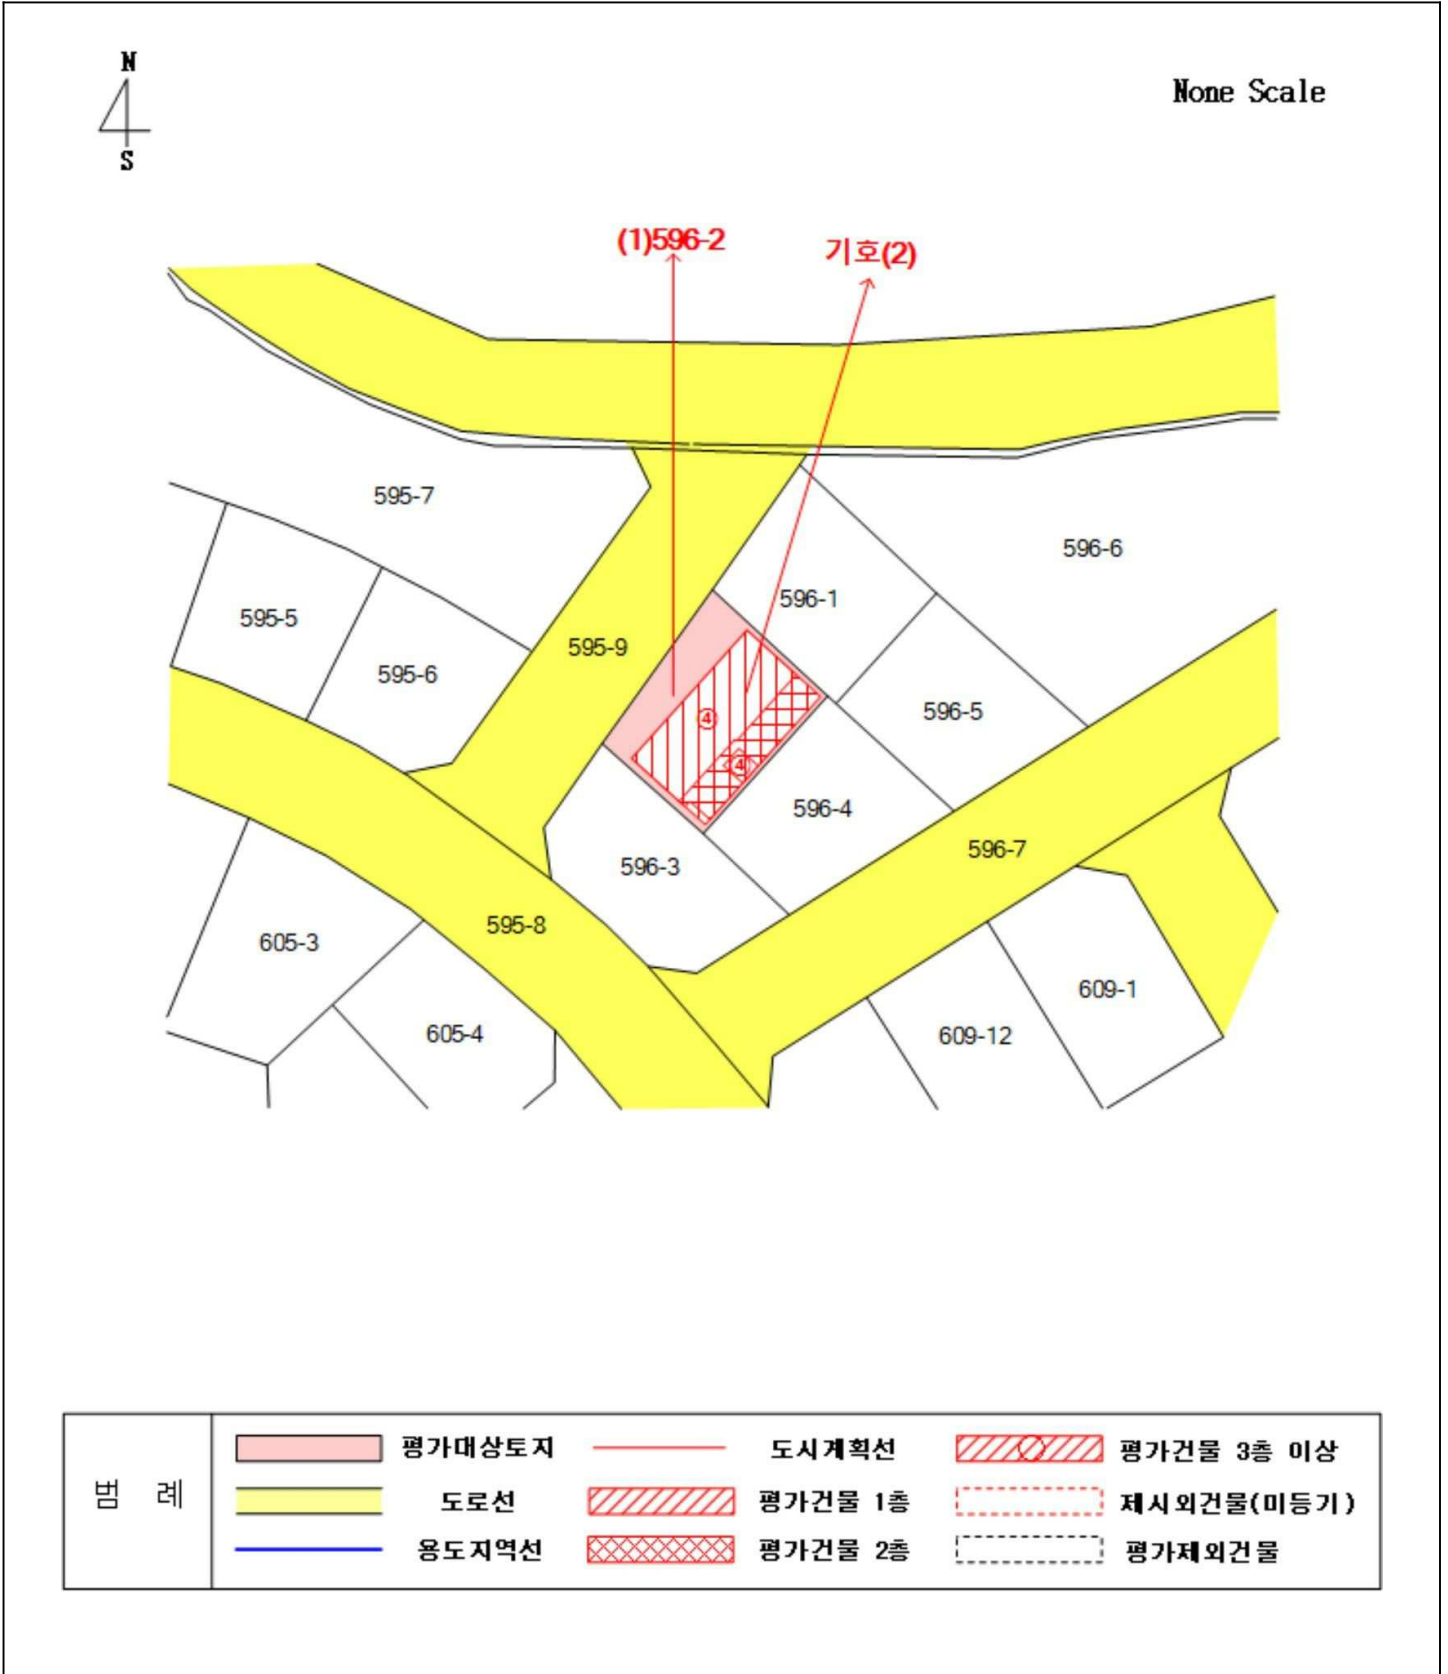 N
None Scale
S
(1)596-2
기호(2)
595-7
596-6
596-1
595-5
595-9
595-6
596-5
④
④
596-4
596-7
596-3
595-8
605-3
609-1
605-4
609-12
범 례
평가대상토지
도시계획선
평가건물 3층 이상
도로선
평가건물 1층
제시외건물(미등기)
용도지역선
평가건물 2층
평가제외건물